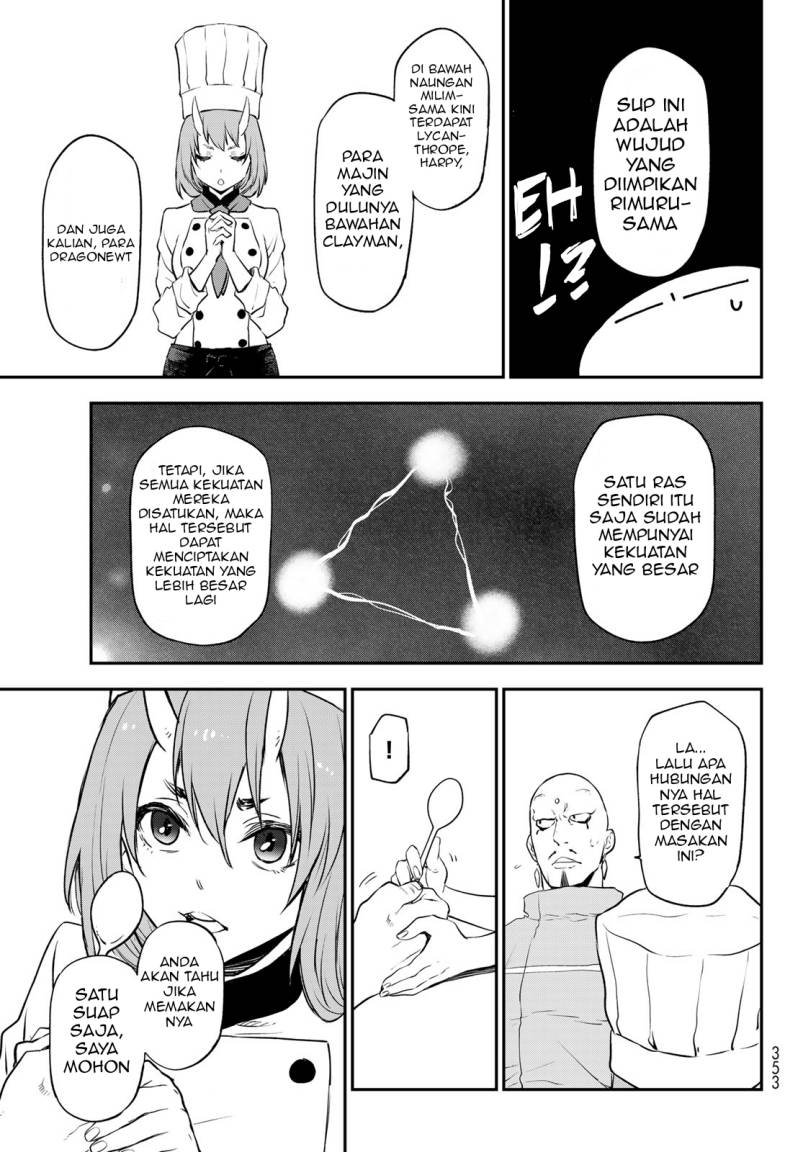 SUP INI
ADALAH
WUJUD
YANG
DIIMPIKAN
RIMURU-
SAMA
EH
!?
DI BAWAH
NAUNGAN
MILIM-
SAMA KINI
TERDAPAT
LYCAN-
THROPE,
HARPY,
PARA
MAJIN
YANG
DULUNYA
BAWAHAN
CLAYMAN,
DAN JUGA
KALIAN, PARA
DRAGONEWT
SATU RAS
SENDIRI ITU
SAJA SUDAH
MEMPUNYAI
KEKUATAN
YANG BESAR
TETAPI, JIKA
SEMUA KEKUATAN
MEREKA
DISATUKAN, MAKA
HAL TERSEBUT
DAPAT
MENCIPTAKAN
KEKUATAN YANG
LEBIH BESAR
LAGI
LA...
LALU APA
HUBUNGAN
NYA HAL
TERSEBUT
DENGAN
MASAKAN
INI?
!
ANDA
AKAN TAHU
JIKA
MEMAKAN
NYA
SATU
SUAP
SAJA,
SAYA
MOHON
353